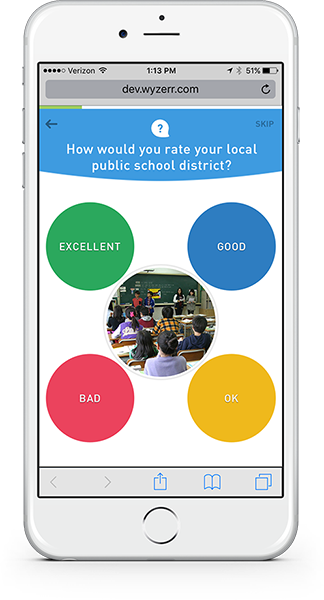 Verizon 1:13 PM 51%
dev.wyzerr.com
SKIP
?
How would you rate your local
public school district?
EXCELLENT
GOOD
BAD
OK